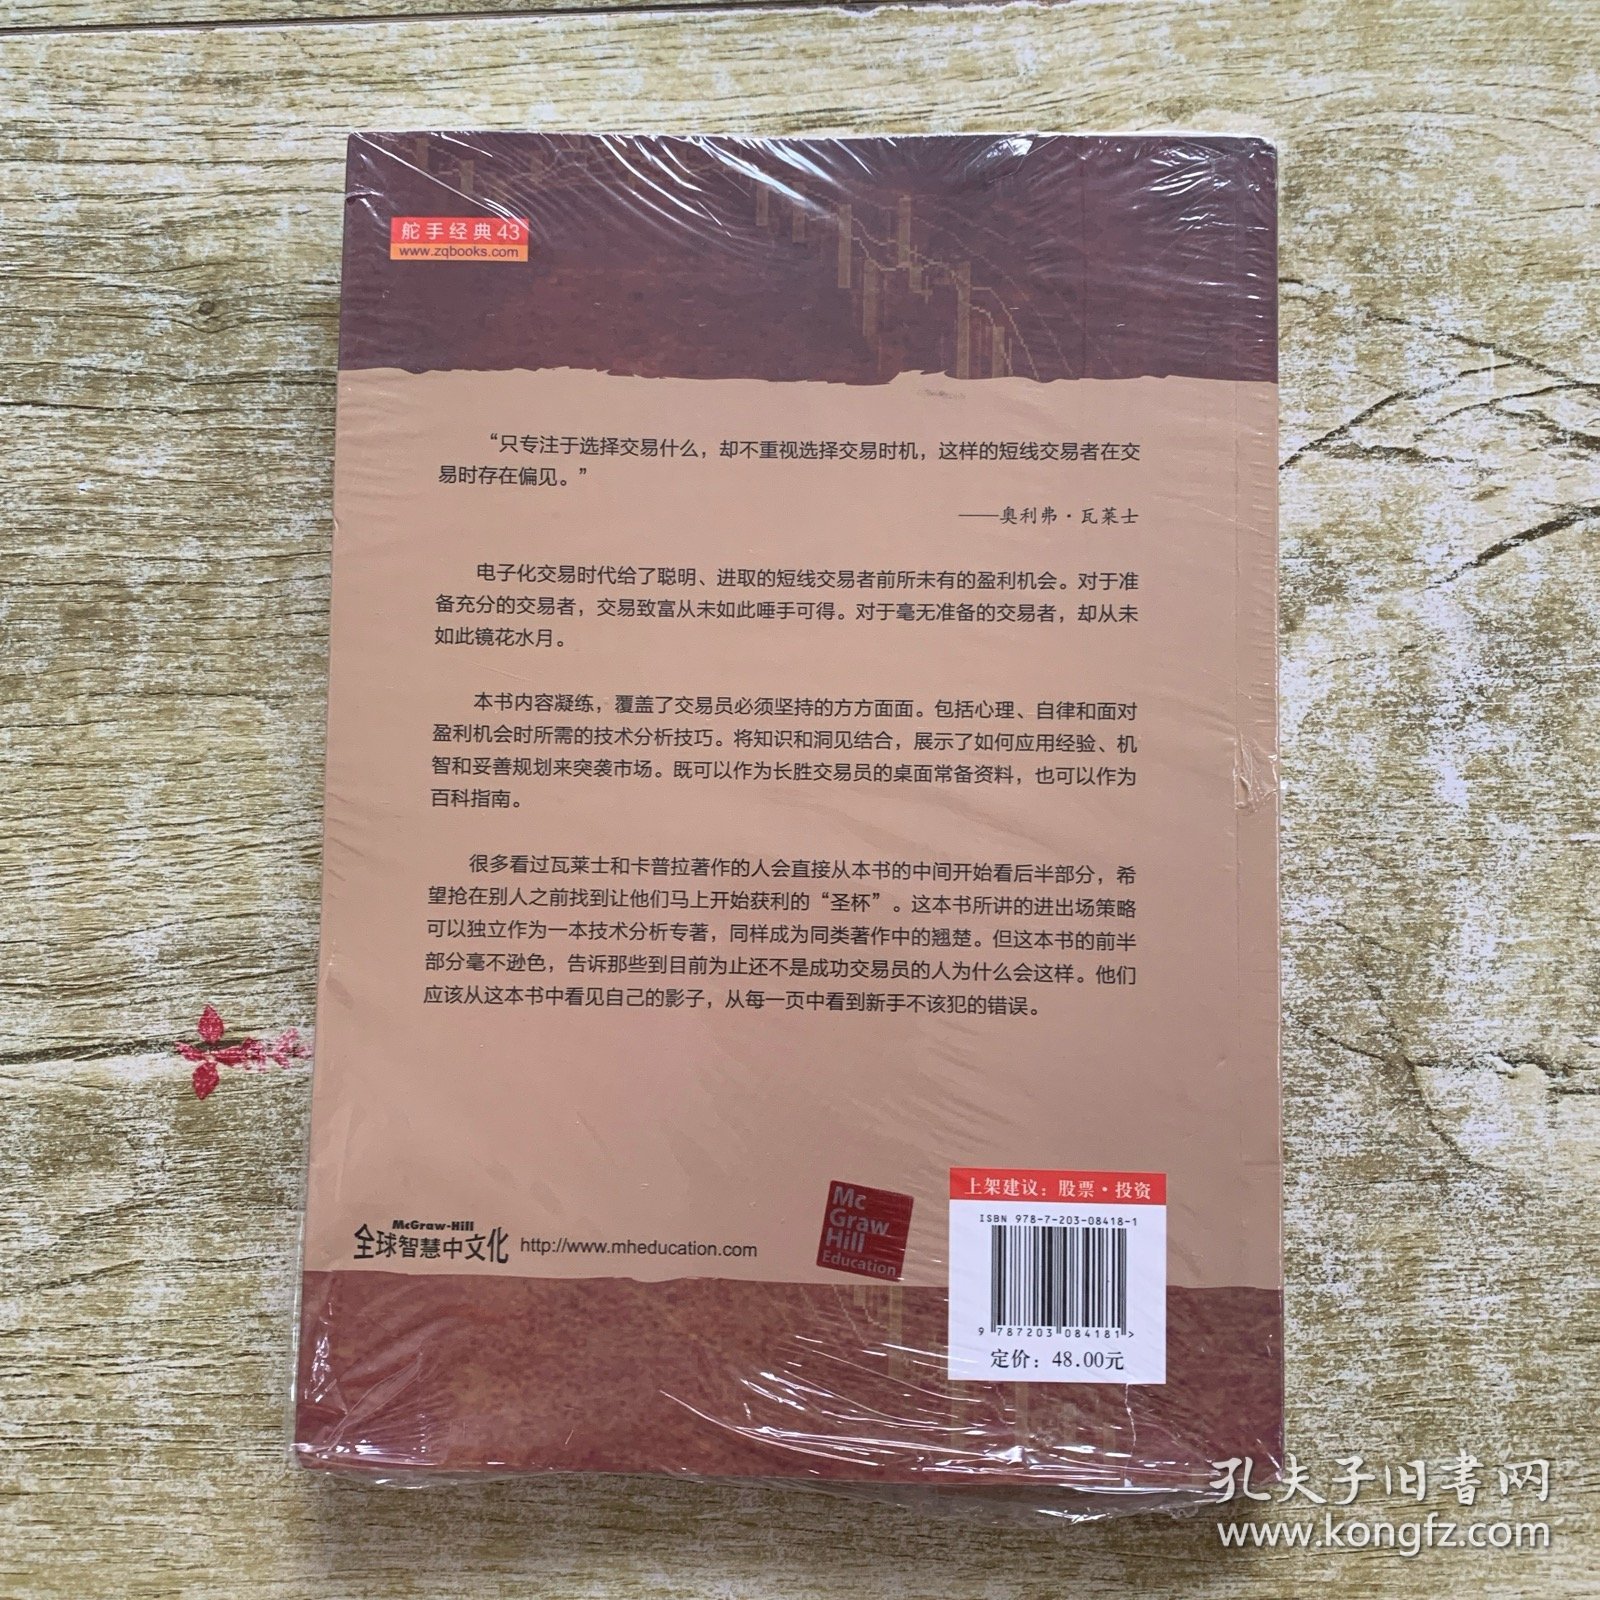 舵手经典43
www.zqbooks.com
“只专注于选择交易什么，却不重视选择交易时机，这样的短线交易者在交
易时存在偏见。”
——奥利弗·瓦莱士
电子化交易时代给了聪明、进取的短线交易者前所未有的盈利机会。对于准
备充分的交易者，交易致富从未如此唾手可得。对于毫无准备的交易者，却从未
如此镜花水月。
本书内容凝练，覆盖了交易员必须坚持的方方面面。包括心理、自律和面对
盈利机会时所需的技术分析技巧。将知识和洞见结合，展示了如何应用经验、机
智和妥善规划来突袭市场。既可以作为长胜交易员的桌面常备资料，也可以作为
百科指南。
很多看过瓦莱士和卡普拉著作的人会直接从本书的中间开始看后半部分，希
望抢在别人之前找到让他们马上开始获利的“圣杯”。这本书所讲的进出场策略
可以独立作为一本技术分析专著，同样成为同类著作中的翘楚。但这本书的前半
部分毫不逊色，告诉那些到目前为止还不是成功交易员的人为什么会这样。他们
应该从这本书中看见自己的影子，从每一页中看到新手不该犯的错误。
McGraw-Hill
全球智慧中文化
http://www.mheducation.com
Mc
Graw
Hill
Education
上架建议：股票·投资
ISBN 978-7-203-08418-1
9 787203 084181>
定价：48.00元
孔夫子旧书网
www.kongfz.com